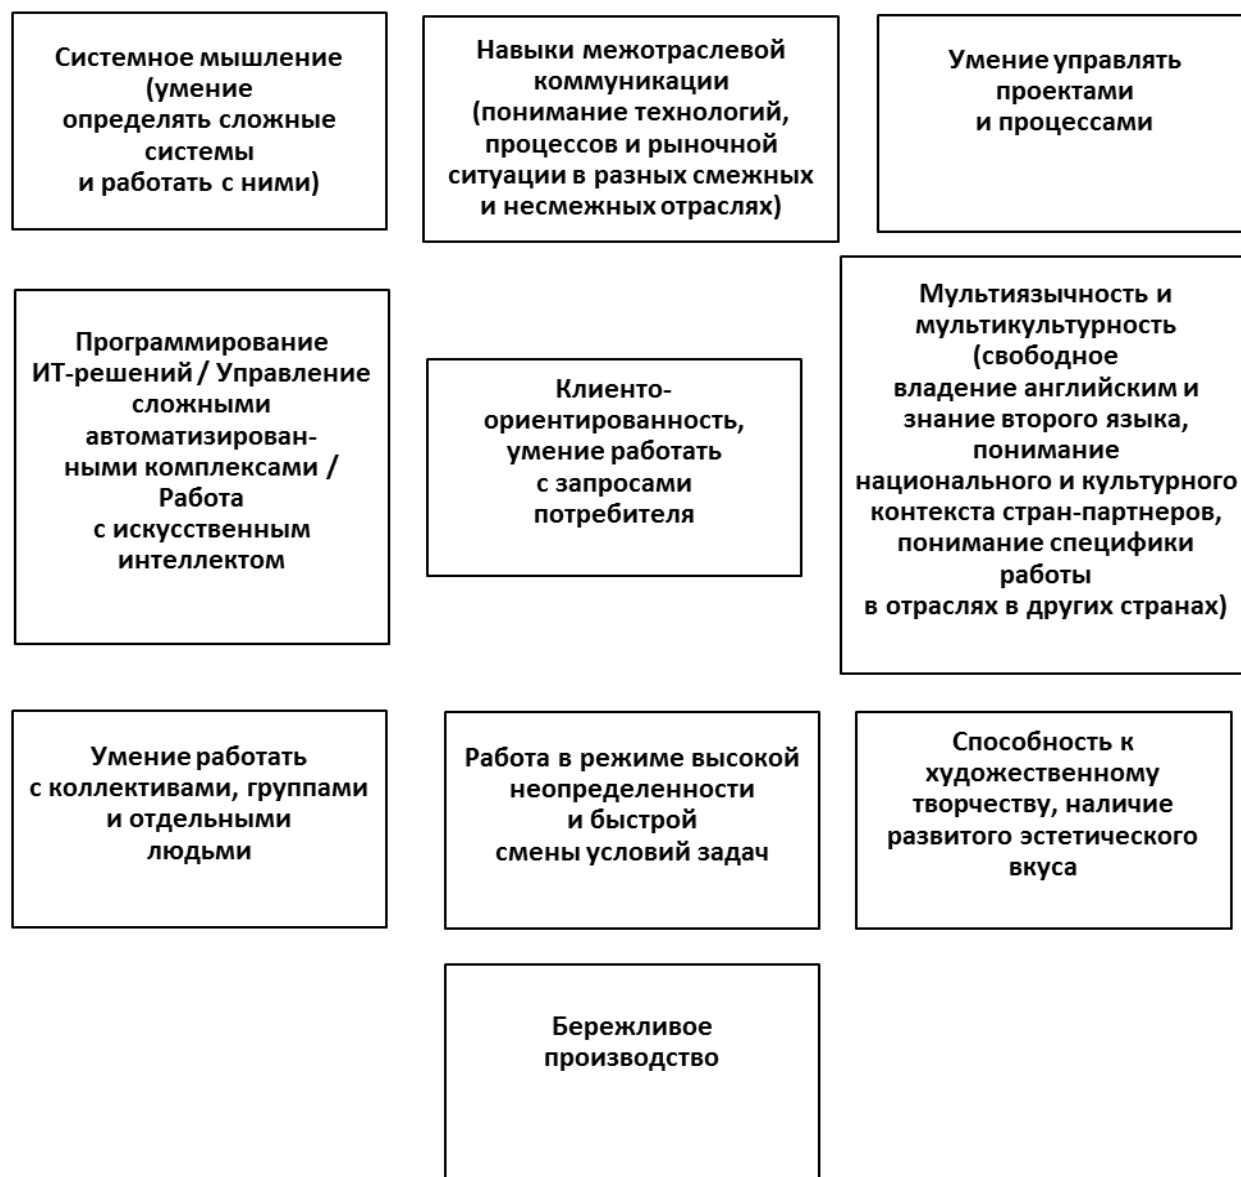 Системное мышление
(умение
определять сложные
системы
и работать с ними)
Навыки межотраслевой
коммуникации
(понимание технологий,
процессов и рыночной
ситуации в разных смежных
и несмежных отраслях)
Умение управлять
проектами
и процессами
Программирование
ИТ-решений / Управление
сложными
автоматизирован-
ными комплексами /
Работа
с искусственным
интеллектом
Клиенто-
ориентированность,
умение работать
с запросами
потребителя
Мультиязычность и
мультикультурность
(свободное
владение английским и
знание второго языка,
понимание
национального и культурного
контекста стран-партнеров,
понимание специфики
работы
в отраслях в других странах)
Умение работать
с коллективами, группами
и отдельными
людьми
Работа в режиме высокой
неопределенности
и быстрой
смены условий задач
Способность к
художественному
творчеству, наличие
развитого эстетического
вкуса
Бережливое
производство